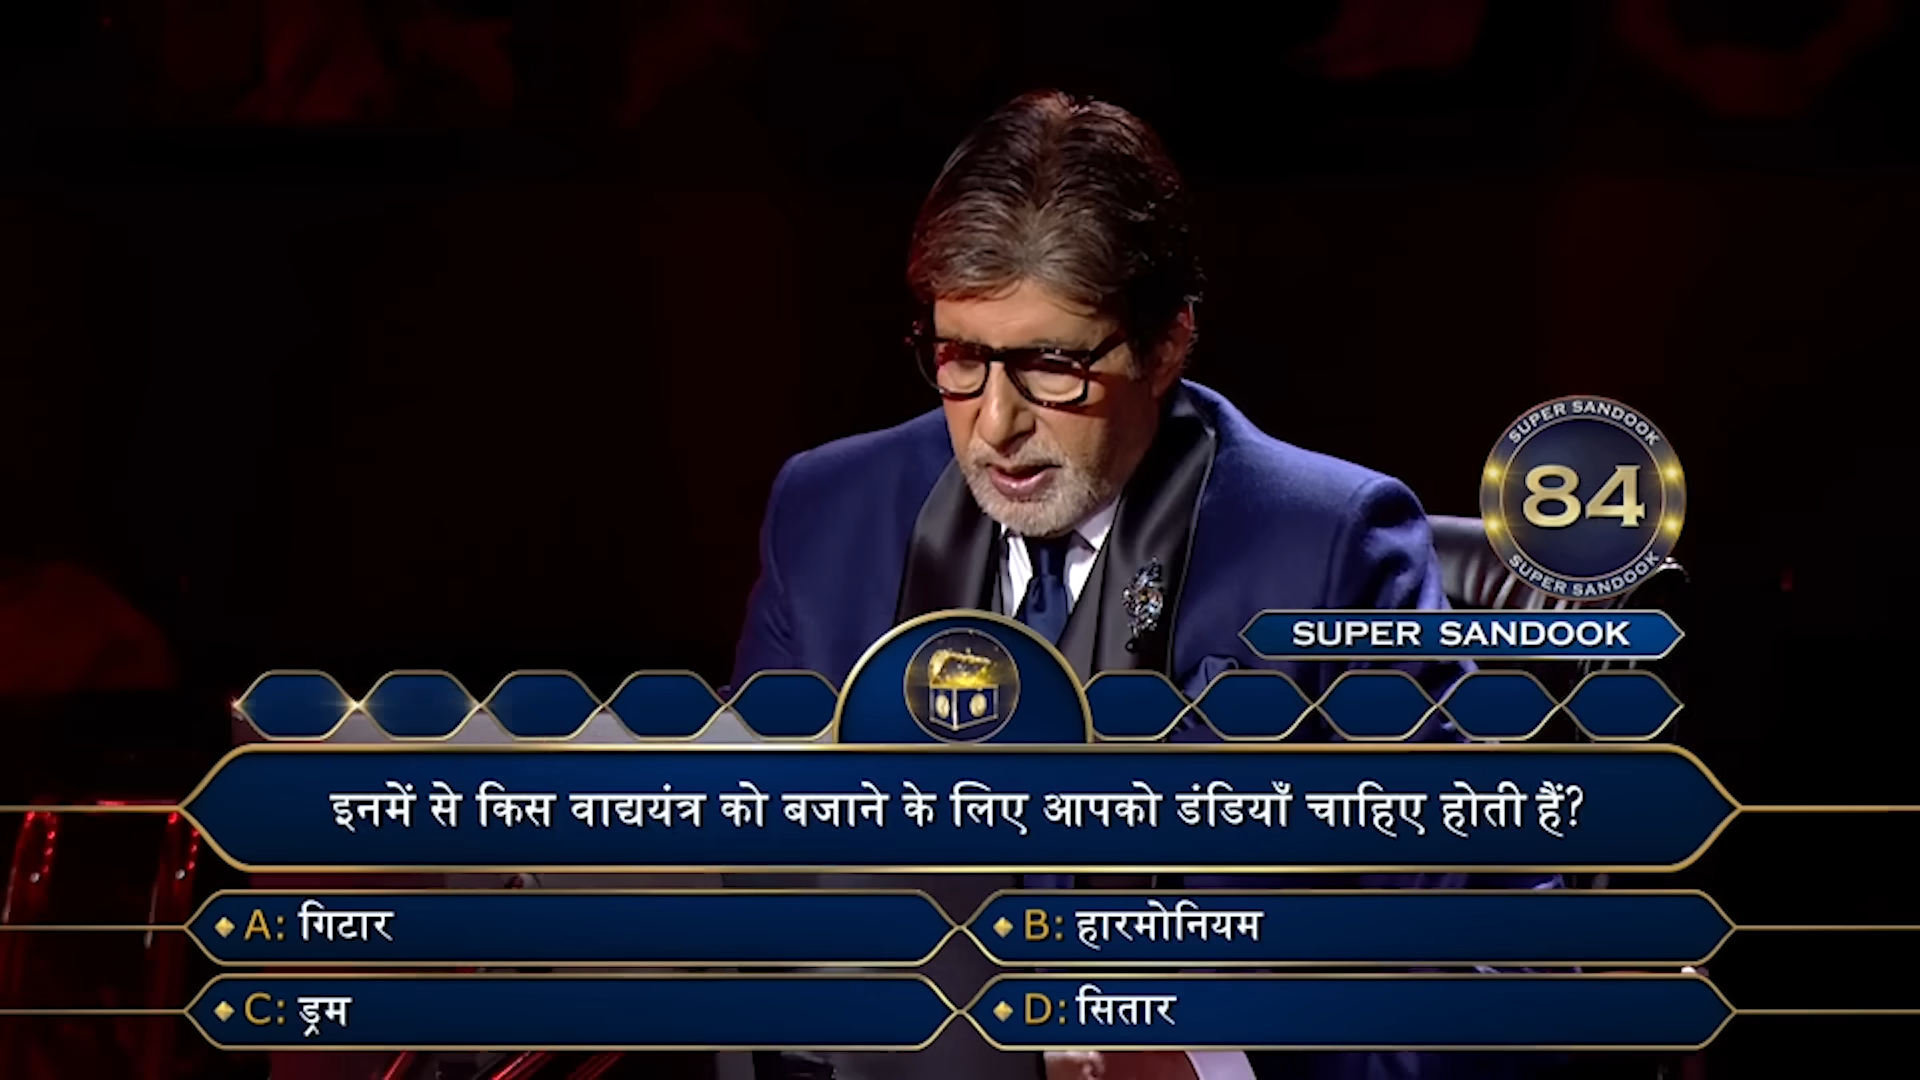 SUPER SANDOOK
84
SUPER SANDOOK
SUPER SANDOOK
इनमें से किस वाद्ययंत्र को बजाने के लिए आपको डंडियाँ चाहिए होती हैं?
A: गिटार
B: हारमोनियम
C: ड्रम
D: सितार